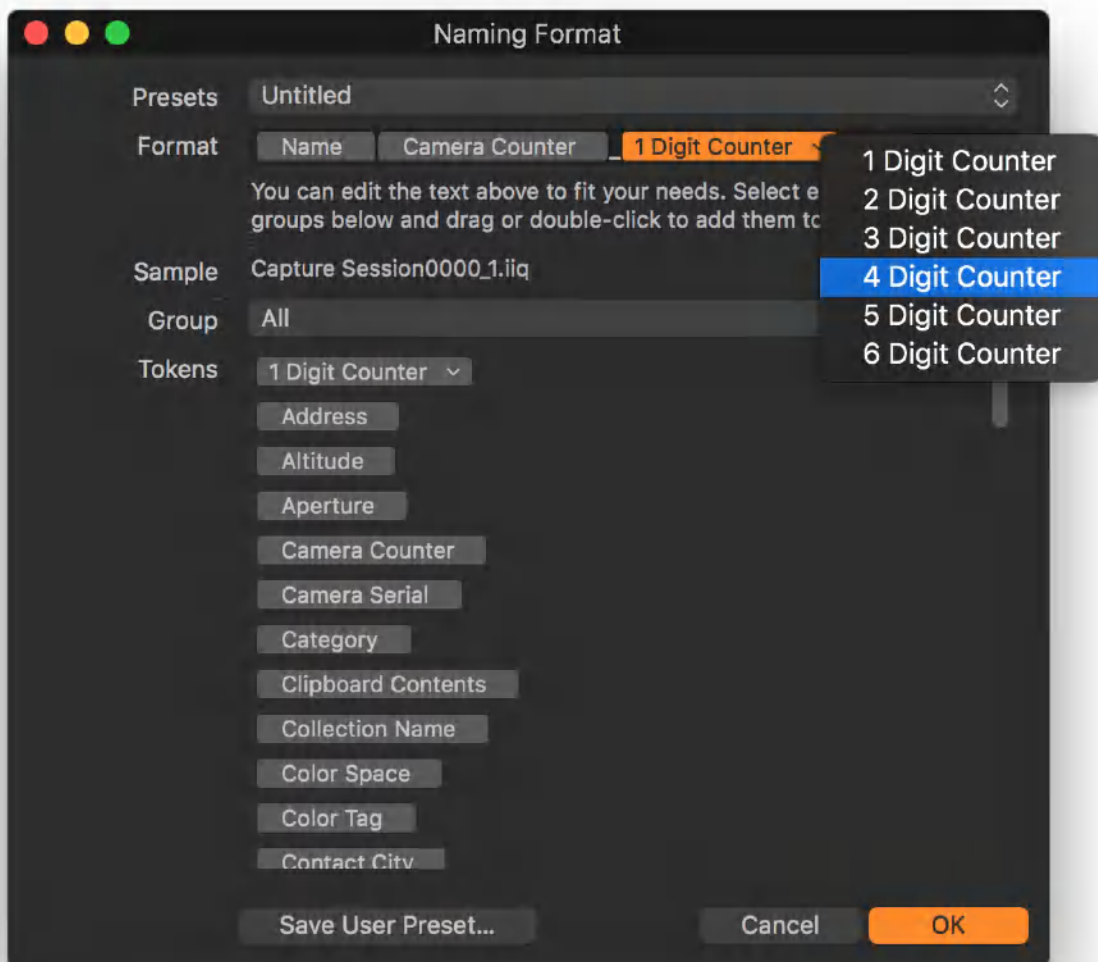 Naming Format
Presets Untitled
Format Name Camera Counter _ 1 Digit Counter
You can edit the text above to fit your needs. Select e
groups below and drag or double-click to add them to
1 Digit Counter
2 Digit Counter
3 Digit Counter
4 Digit Counter
5 Digit Counter
6 Digit Counter
Sample Capture Session0000_1.iiq
Group All
Tokens 1 Digit Counter
Address
Altitude
Aperture
Camera Counter
Camera Serial
Category
Clipboard Contents
Collection Name
Color Space
Color Tag
Contact City
Save User Preset... Cancel OK